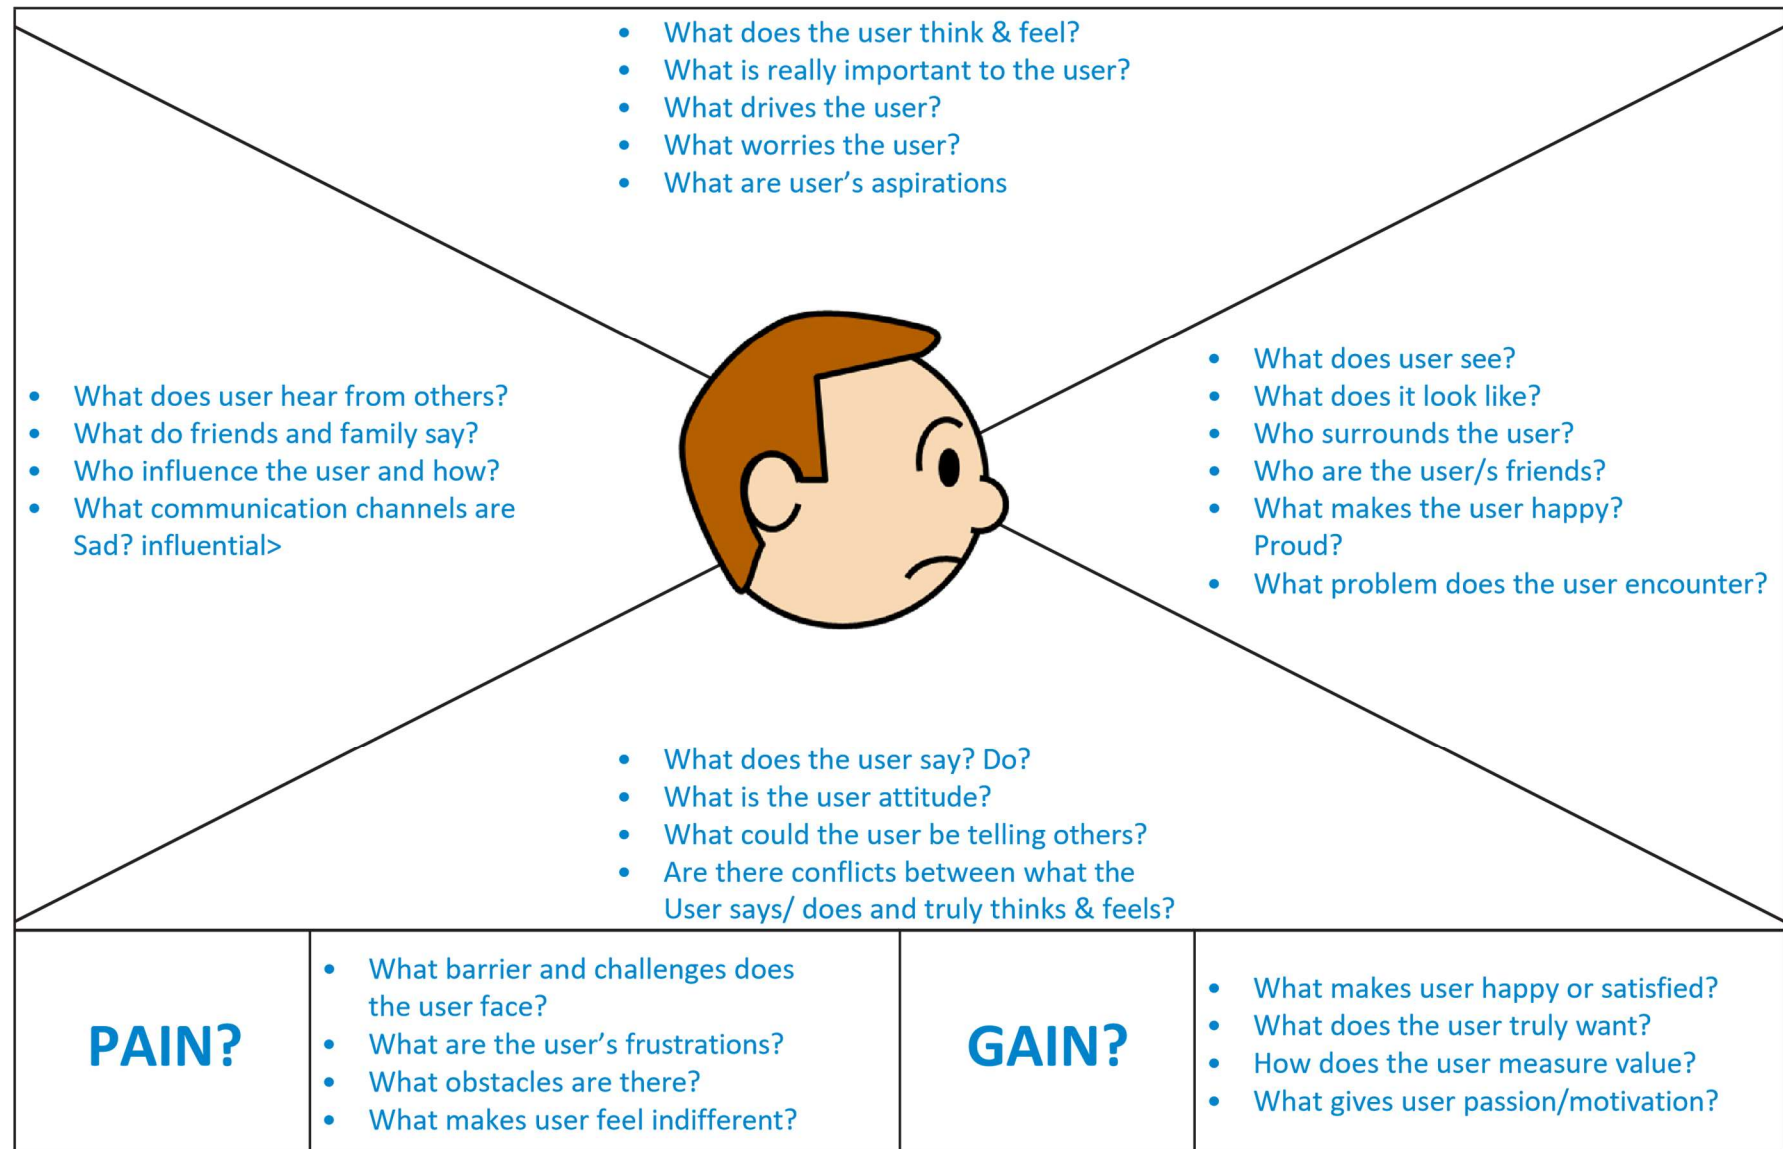 • What does the user think & feel?
• What is really important to the user?
• What drives the user?
• What worries the user?
• What are user’s aspirations
• What does user hear from others?
• What do friends and family say?
• Who influence the user and how?
• What communication channels are
Sad? influential>
• What does user see?
• What does it look like?
• Who surrounds the user?
• Who are the user/s friends?
• What makes the user happy?
Proud?
• What problem does the user encounter?
• What does the user say? Do?
• What is the user attitude?
• What could the user be telling others?
• Are there conflicts between what the
User says/ does and truly thinks & feels?
PAIN?
• What barrier and challenges does
the user face?
• What are the user’s frustrations?
• What obstacles are there?
• What makes user feel indifferent?
GAIN?
• What makes user happy or satisfied?
• What does the user truly want?
• How does the user measure value?
• What gives user passion/motivation?